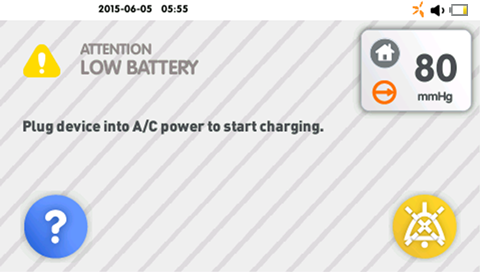 2015-06-05 05:55
ATTENTION
LOW BATTERY
80
mmHg
Plug device into A/C power to start charging.
?